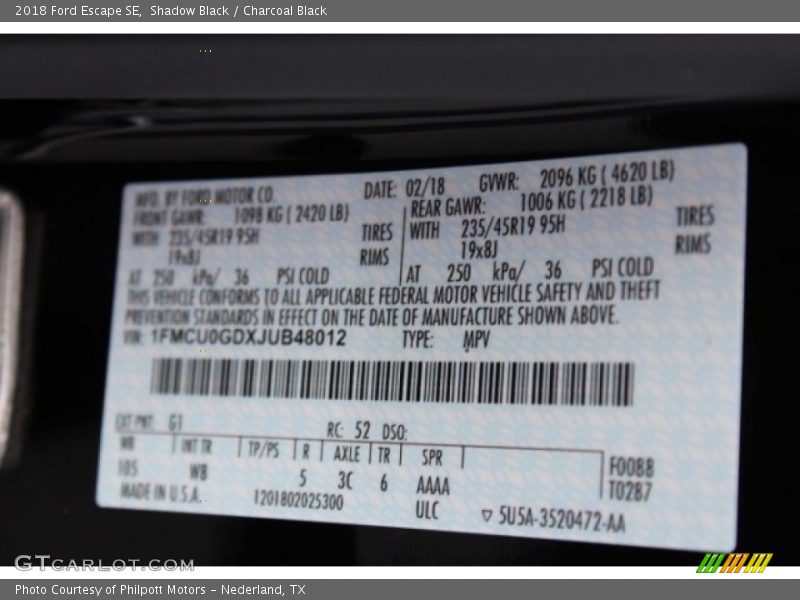 2018 Ford Escape SE, Shadow Black / Charcoal Black
MFD. BY FORD MOTOR CO. DATE: 02/18 GVWR: 2096 KG ( 4620 LB)
FRONT GAWR: 1098 KG ( 2420 LB) REAR GAWR: 1006 KG ( 2218 LB)
WITH 235/45R19 95H TIRES WITH 235/45R19 95H TIRES
19x8J RIMS 19x8J RIMS
AT 250 kPa/ 36 PSI COLD AT 250 kPa/ 36 PSI COLD
THIS VEHICLE CONFORMS TO ALL APPLICABLE FEDERAL MOTOR VEHICLE SAFETY AND THEFT
PREVENTION STANDARDS IN EFFECT ON THE DATE OF MANUFACTURE SHOWN ABOVE.
VIN: 1FMCU0GDXJUB48012 TYPE: MPV
EXT PNT: G1 RC: 52 DSO:
WB INT TR TP/PS R AXLE TR SPR F0088
105 WB 5 3C 6 AAAA T0287
MADE IN U.S.A. 1201802025300 ULC ▽ 5U5A-3520472-AA
GTCARLOT.COM
Photo Courtesy of Philpott Motors - Nederland, TX